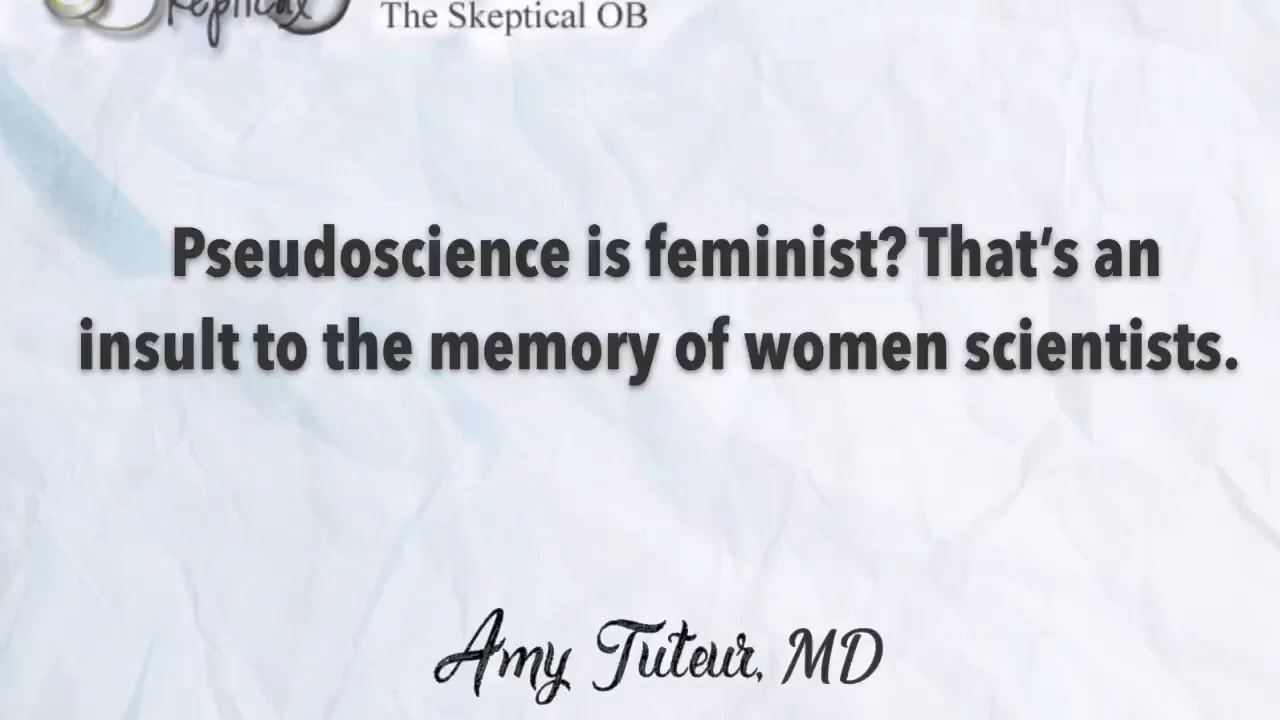 The Skeptical OB
Pseudoscience is feminist? That's an
insult to the memory of women scientists.
Amy Tuteur, MD